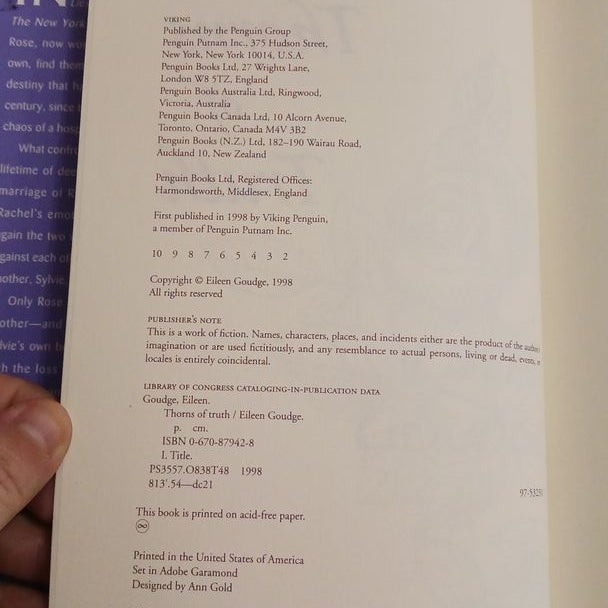 IN
The New York
Rose, now wo
own, find them
destiny that h
century, since
chaos of a hos
What confr
lifetime of dec
marriage of R
Rachel's emo
gain the two
gainst each of
other, Sylvie
Only Rose
other—and
lvie's own b
h the loss
VIKING
Published by the Penguin Group
Penguin Putnam Inc., 375 Hudson Street,
New York, New York 10014, U.S.A.
Penguin Books Ltd, 27 Wrights Lane,
London W8 5TZ, England
Penguin Books Australia Ltd, Ringwood,
Victoria, Australia
Penguin Books Canada Ltd, 10 Alcorn Avenue,
Toronto, Ontario, Canada M4V 3B2
Penguin Books (N.Z.) Ltd, 182–190 Wairau Road,
Auckland 10, New Zealand
Penguin Books Ltd, Registered Offices:
Harmondsworth, Middlesex, England
First published in 1998 by Viking Penguin,
a member of Penguin Putnam Inc.
10 9 8 7 6 5 4 3 2
Copyright © Eileen Goudge, 1998
All rights reserved
PUBLISHER'S NOTE
This is a work of fiction. Names, characters, places, and incidents either are the product of the author's
imagination or are used fictitiously, and any resemblance to actual persons, living or dead, events, or
locales is entirely coincidental.
LIBRARY OF CONGRESS CATALOGING-IN-PUBLICATION DATA
Goudge, Eileen.
Thorns of truth / Eileen Goudge.
p. cm.
ISBN 0-670-87942-8
I. Title.
PS3557.O838T48 1998
813'.54—dc21
This book is printed on acid-free paper.
∞
Printed in the United States of America
Set in Adobe Garamond
Designed by Ann Gold